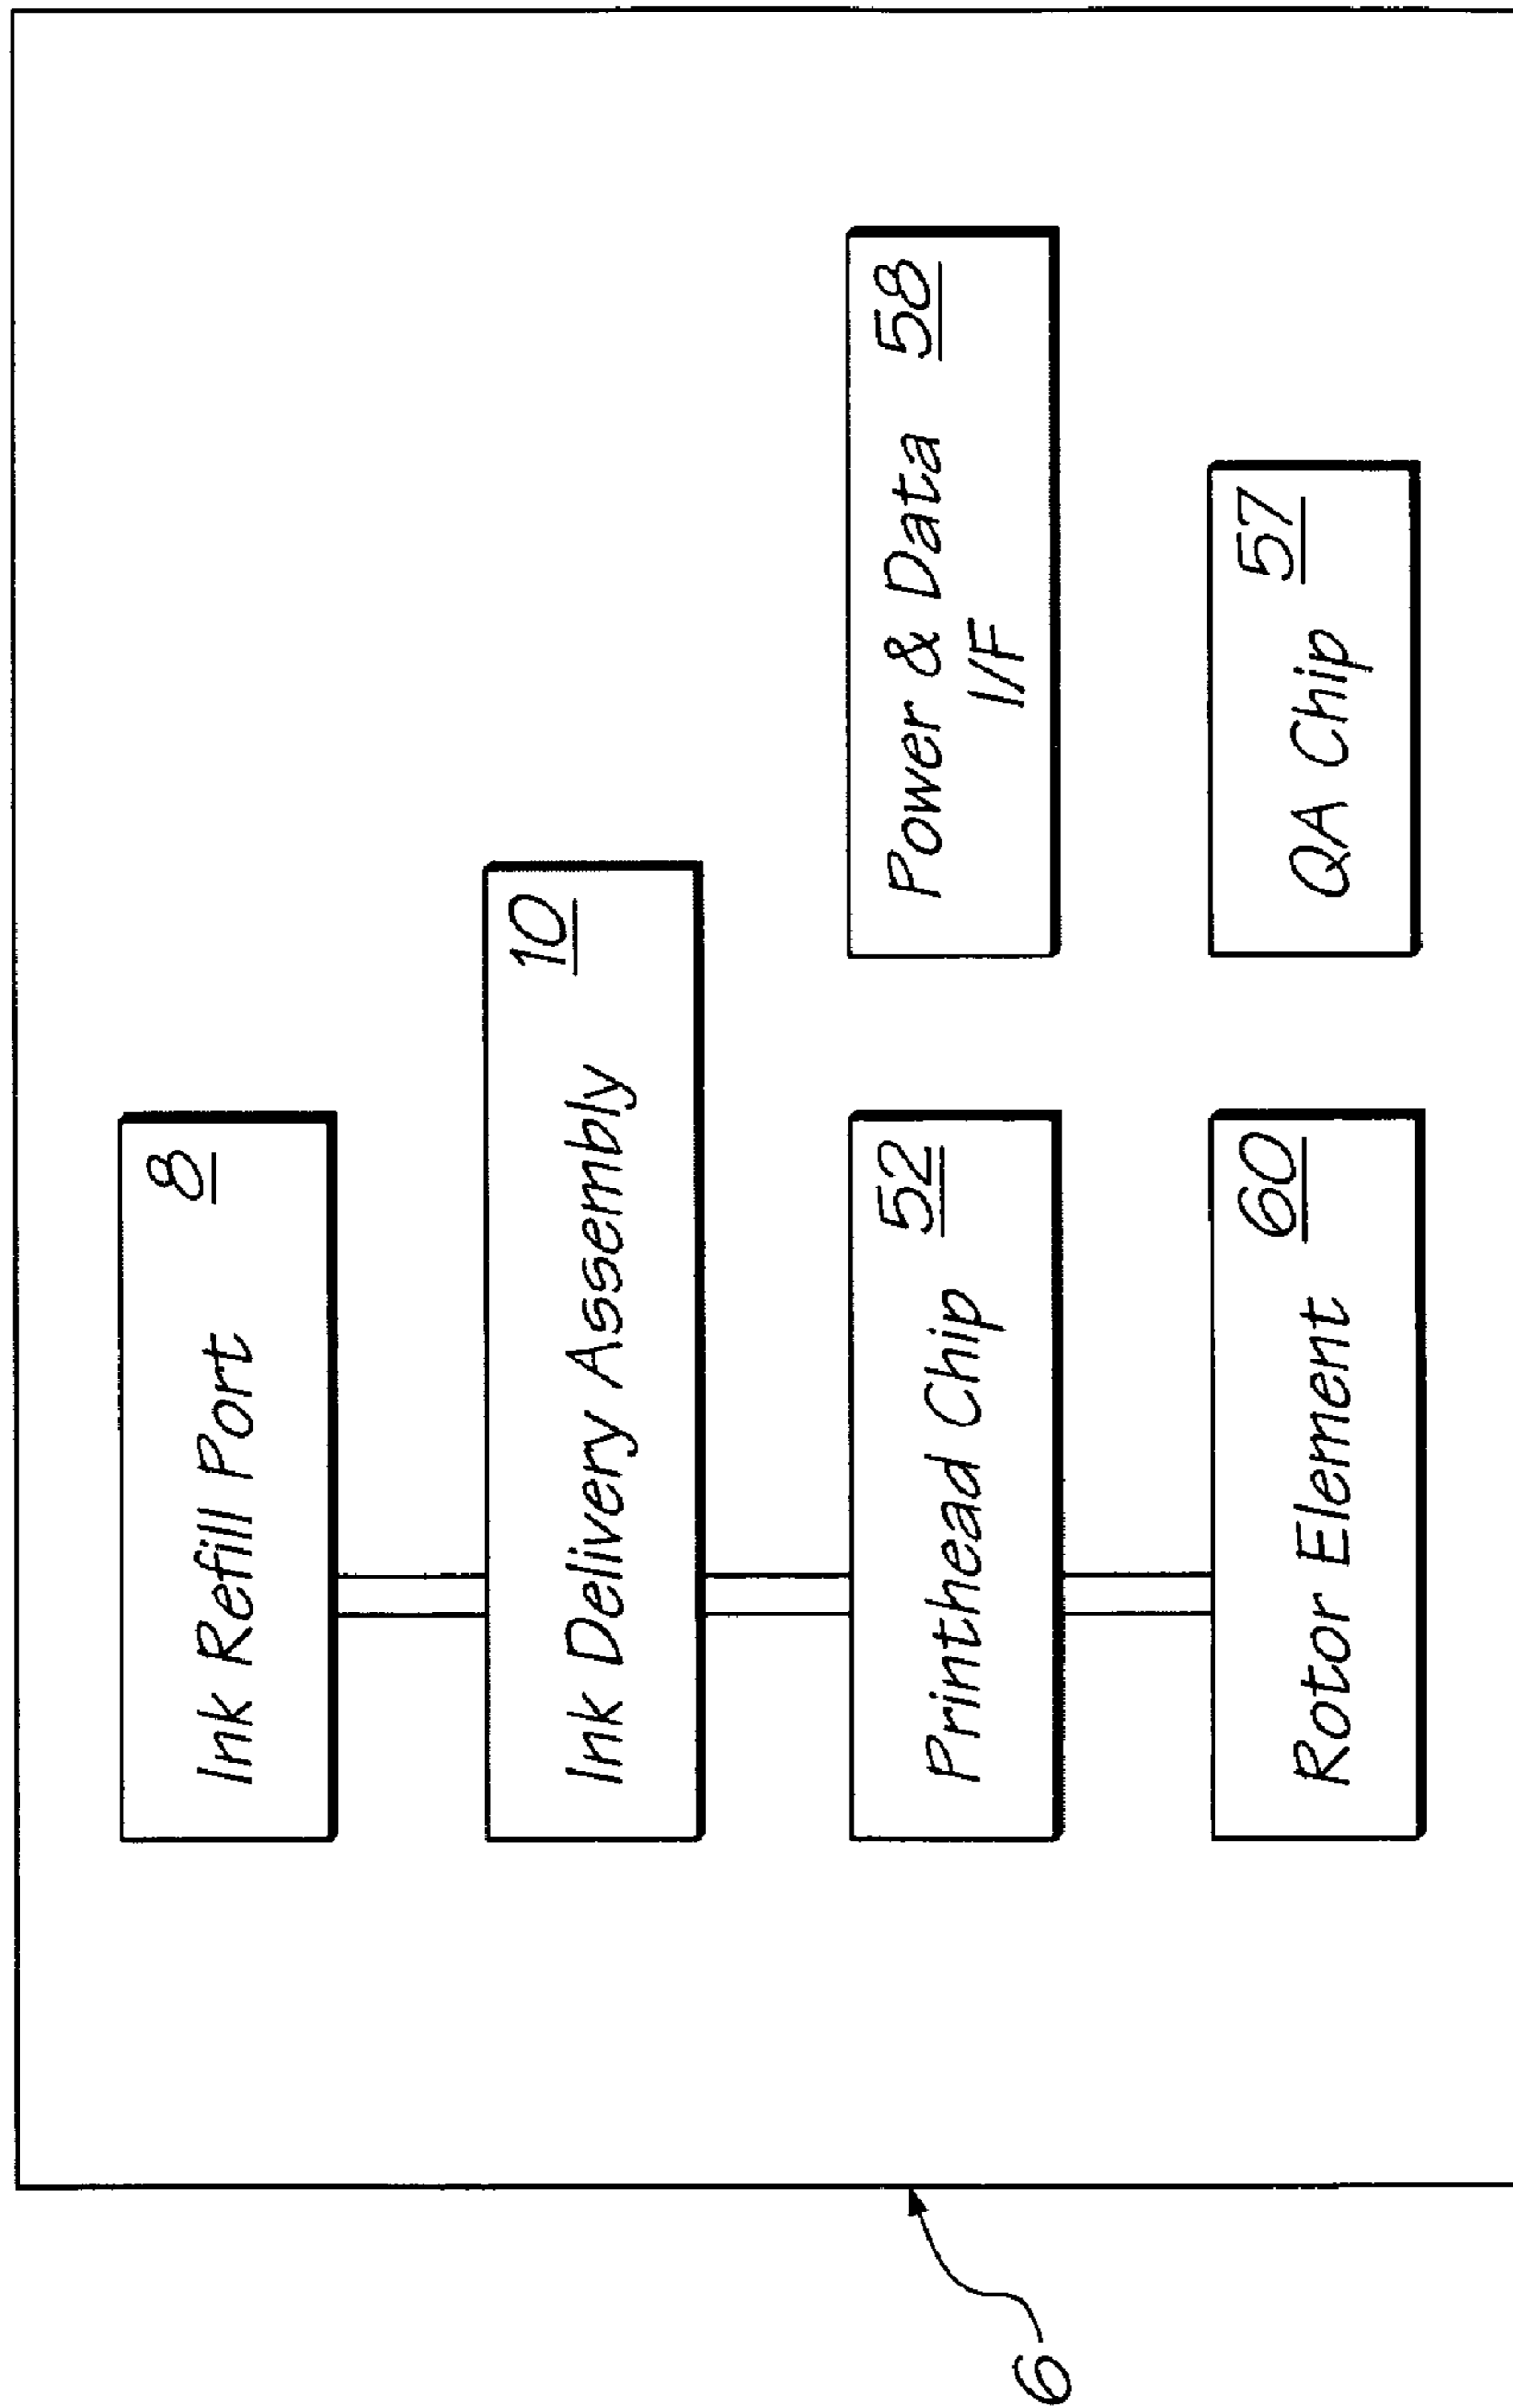 Ink Refill Port 8
Ink Delivery Assembly 10
Printhead Chip 52
Power & Data 58
I/F
Rotor Element 60
QA Chip 57
6